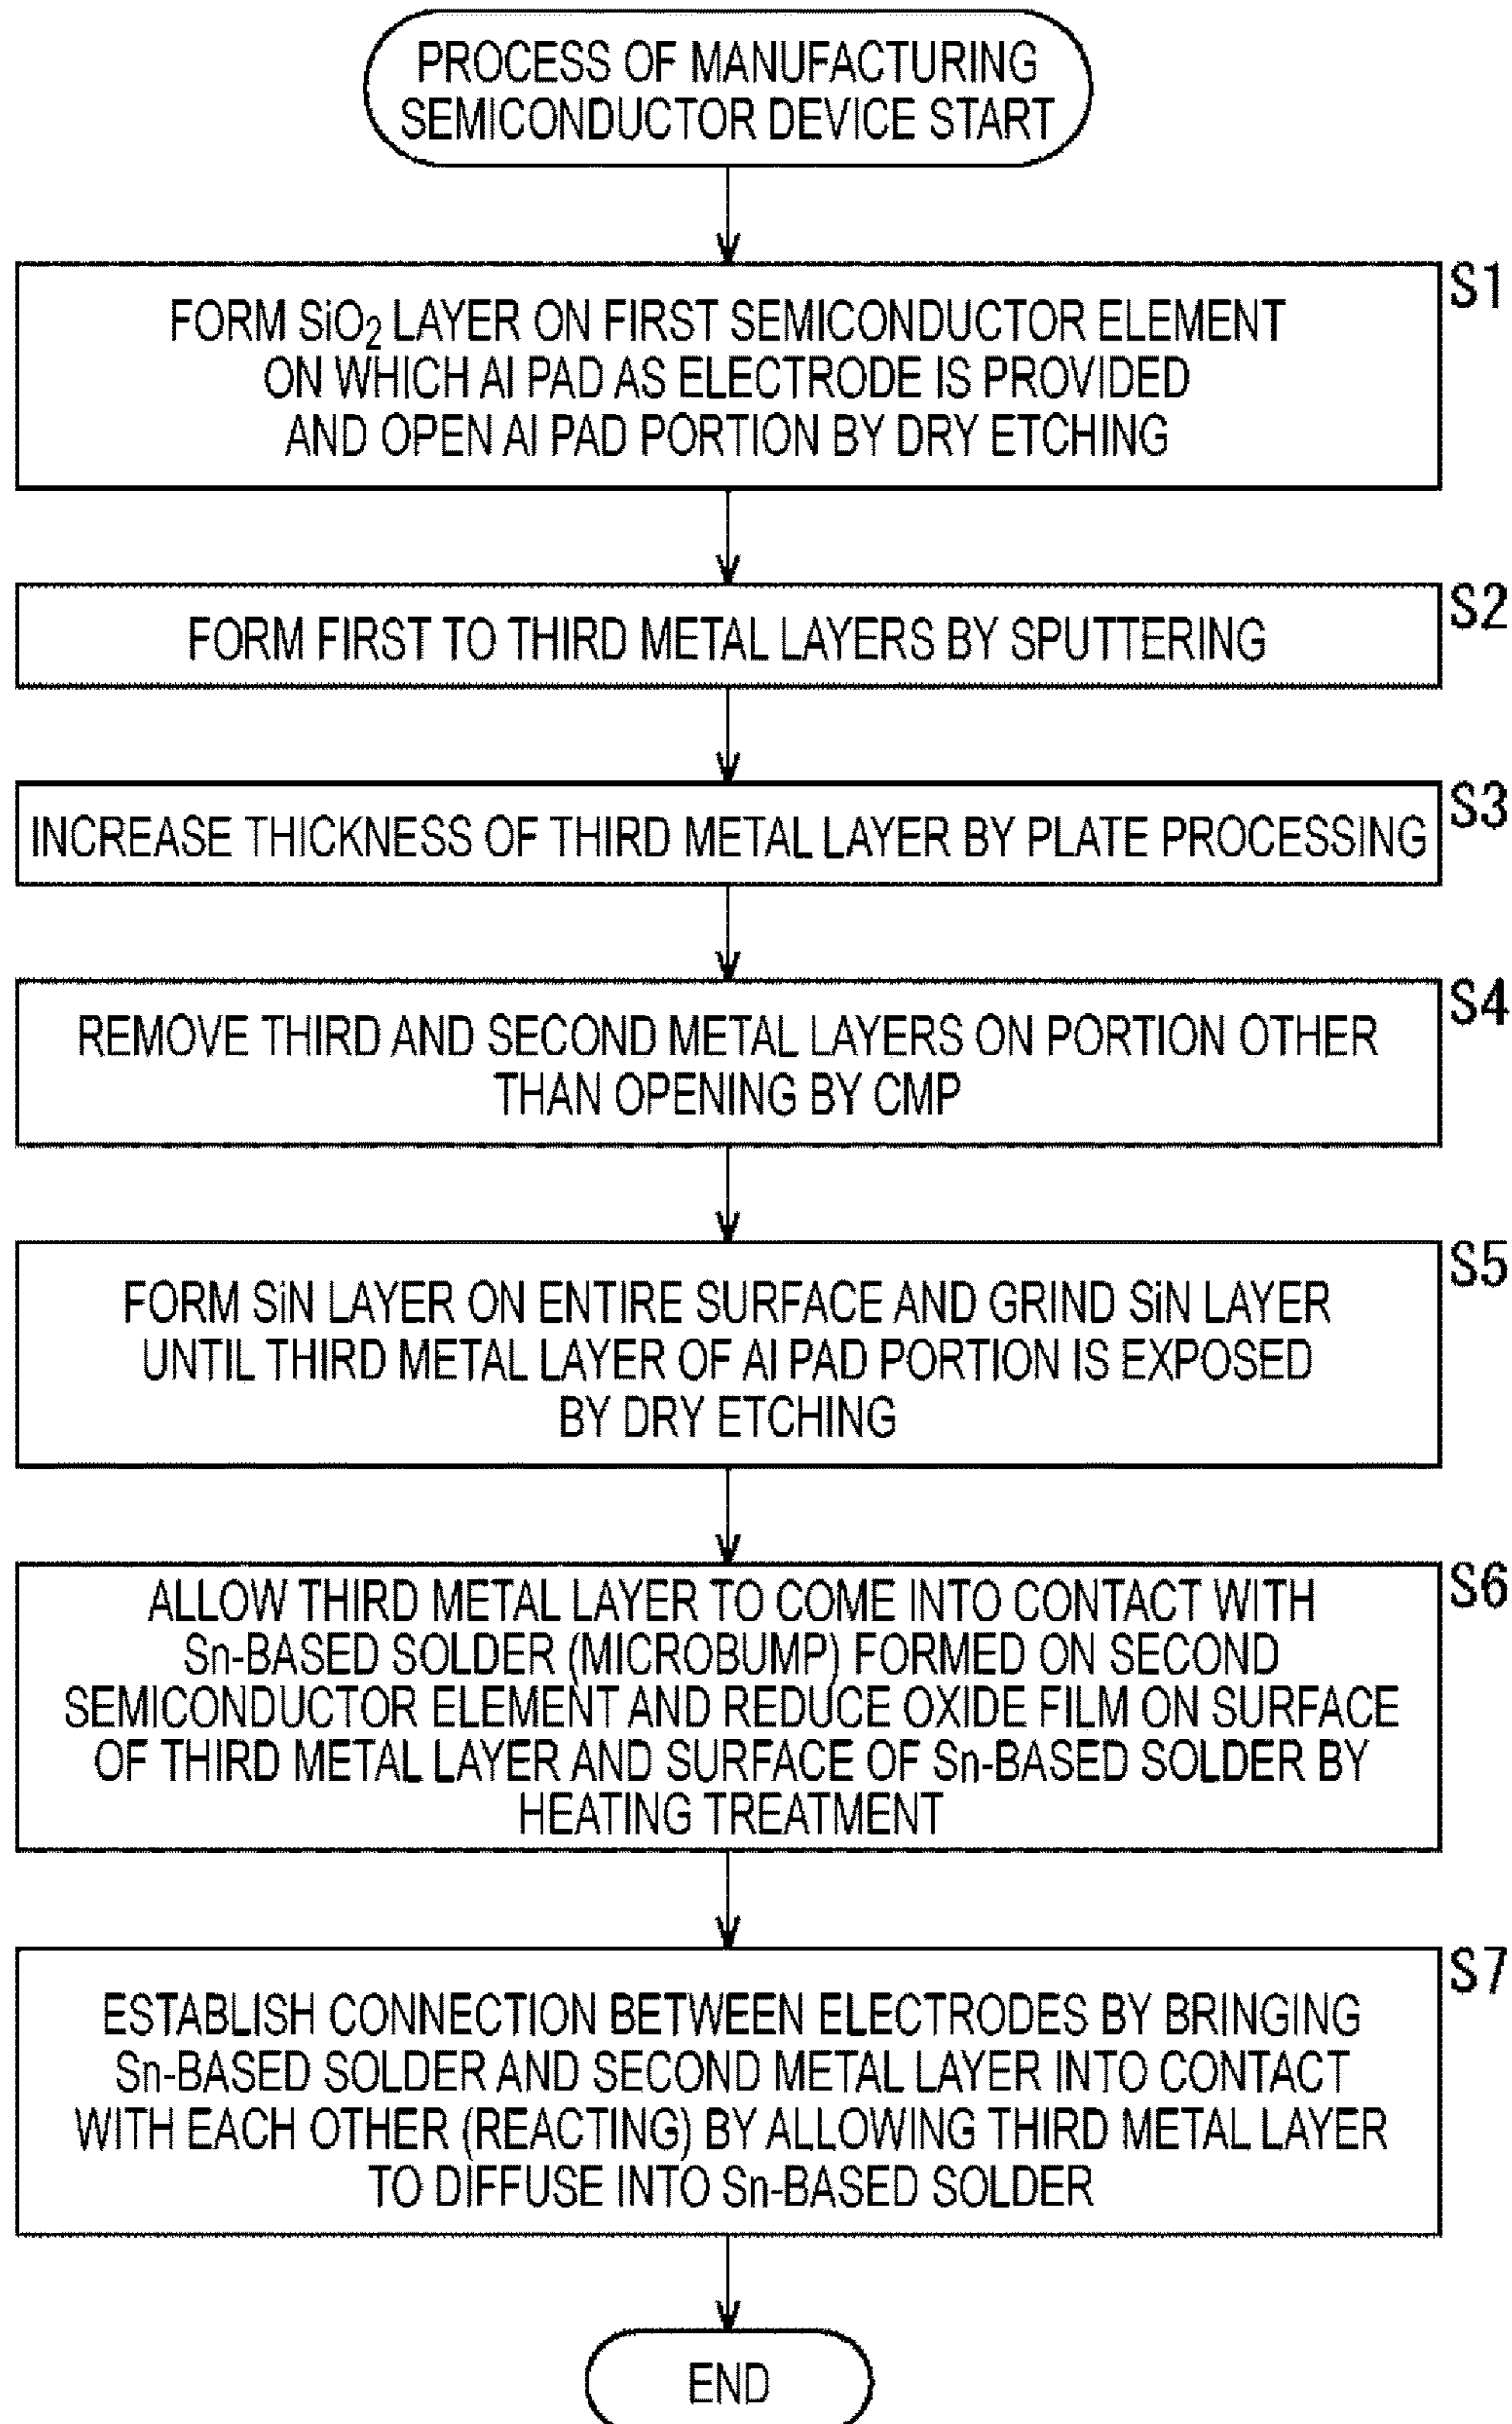 PROCESS OF MANUFACTURING
SEMICONDUCTOR DEVICE START
S1
FORM SiO₂ LAYER ON FIRST SEMICONDUCTOR ELEMENT
ON WHICH Al PAD AS ELECTRODE IS PROVIDED
AND OPEN Al PAD PORTION BY DRY ETCHING
S2
FORM FIRST TO THIRD METAL LAYERS BY SPUTTERING
S3
INCREASE THICKNESS OF THIRD METAL LAYER BY PLATE PROCESSING
S4
REMOVE THIRD AND SECOND METAL LAYERS ON PORTION OTHER
THAN OPENING BY CMP
S5
FORM SiN LAYER ON ENTIRE SURFACE AND GRIND SiN LAYER
UNTIL THIRD METAL LAYER OF Al PAD PORTION IS EXPOSED
BY DRY ETCHING
S6
ALLOW THIRD METAL LAYER TO COME INTO CONTACT WITH
Sn-BASED SOLDER (MICROBUMP) FORMED ON SECOND
SEMICONDUCTOR ELEMENT AND REDUCE OXIDE FILM ON SURFACE
OF THIRD METAL LAYER AND SURFACE OF Sn-BASED SOLDER BY
HEATING TREATMENT
S7
ESTABLISH CONNECTION BETWEEN ELECTRODES BY BRINGING
Sn-BASED SOLDER AND SECOND METAL LAYER INTO CONTACT
WITH EACH OTHER (REACTING) BY ALLOWING THIRD METAL LAYER
TO DIFFUSE INTO Sn-BASED SOLDER
END